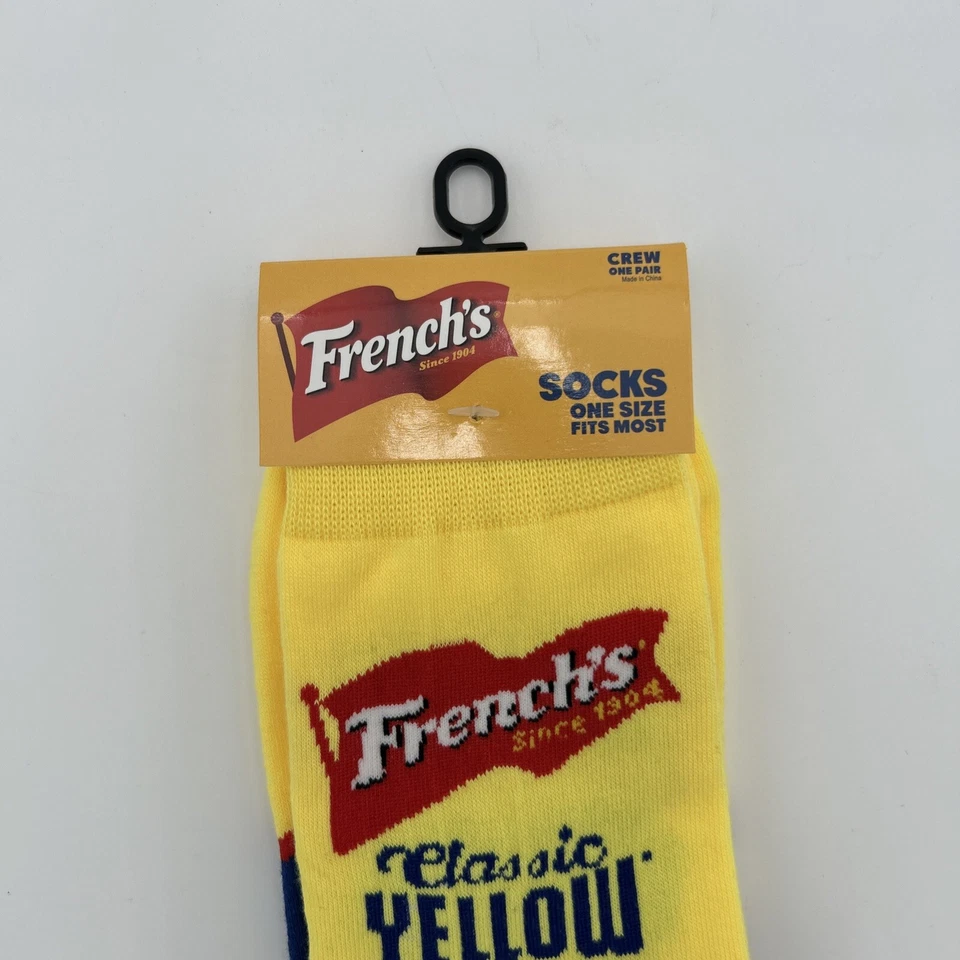 CREW
ONE PAIR
Made in China
French's
Since 1904
SOCKS
ONE SIZE
FITS MOST
French's
Since 1904
Classic
YELLOW